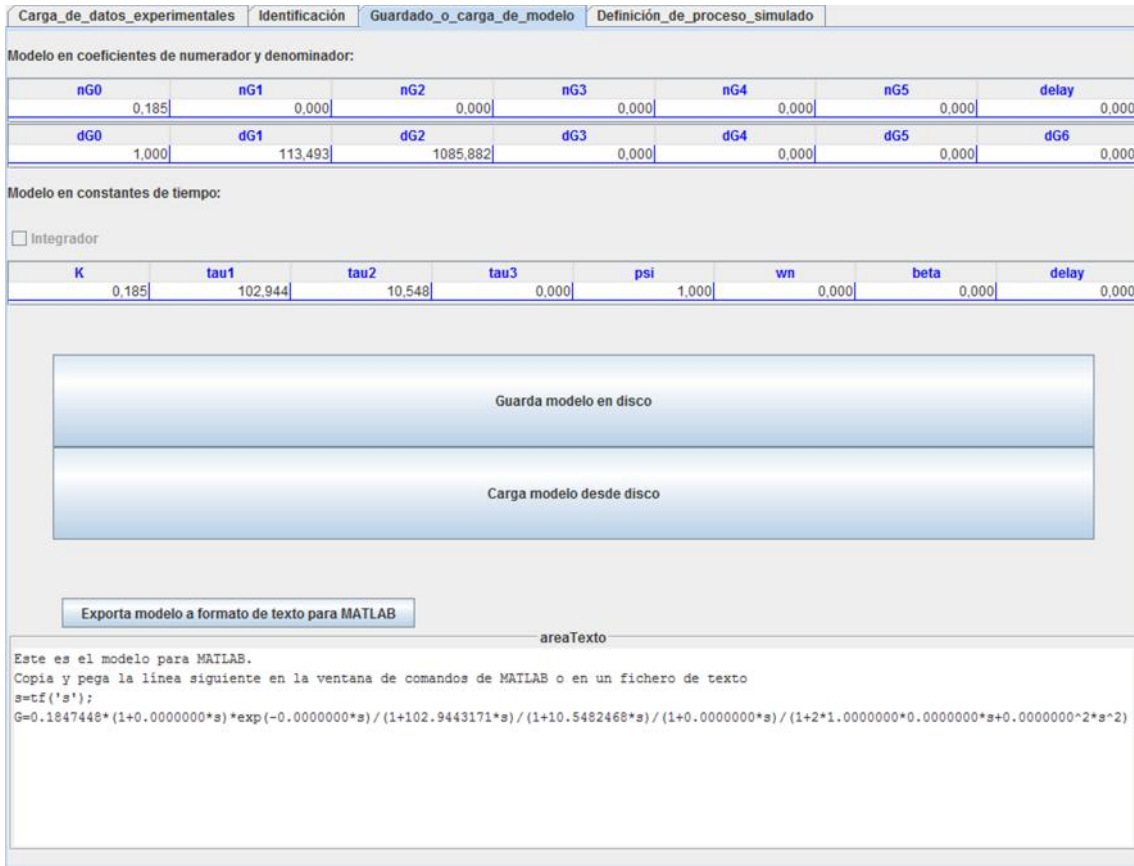 Carga_de_datos_experimentales Identificación Guardado_o_carga_de_modelo Definición_de_proceso_simulado
Modelo en coeficientes de numerador y denominador:
nG0 nG1 nG2 nG3 nG4 nG5 delay
0,185 0,000 0,000 0,000 0,000 0,000 0,000
dG0 dG1 dG2 dG3 dG4 dG5 dG6
1,000 113,493 1085,882 0,000 0,000 0,000 0,000
Modelo en constantes de tiempo:
Integrador
K tau1 tau2 tau3 psi wn beta delay
0,185 102,944 10,548 0,000 1,000 0,000 0,000 0,000
Guarda modelo en disco
Carga modelo desde disco
Exporta modelo a formato de texto para MATLAB
areaTexto
Este es el modelo para MATLAB.
Copia y pega la línea siguiente en la ventana de comandos de MATLAB o en un fichero de texto
s=tf('s');
G=0.1847448*(1+0.0000000*s)*exp(-0.0000000*s)/(1+102.9443171*s)/(1+10.5482468*s)/(1+0.0000000*s)/(1+2*1.0000000*0.0000000*s+0.0000000^2*s^2)